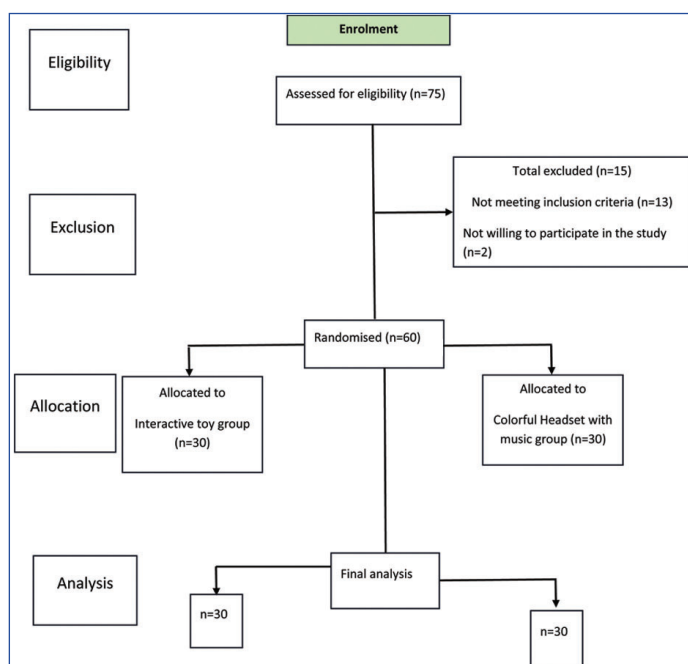 Enrolment
Eligibility
Assessed for eligibility (n=75)
Total excluded (n=15)
Not meeting inclusion criteria (n=13)
Not willing to participate in the study
(n=2)
Exclusion
Randomised (n=60)
Allocation
Allocated to
Interactive toy group
(n=30)
Allocated to
Colorful Headset with
music group (n=30)
Analysis
Final analysis
n=30
n=30